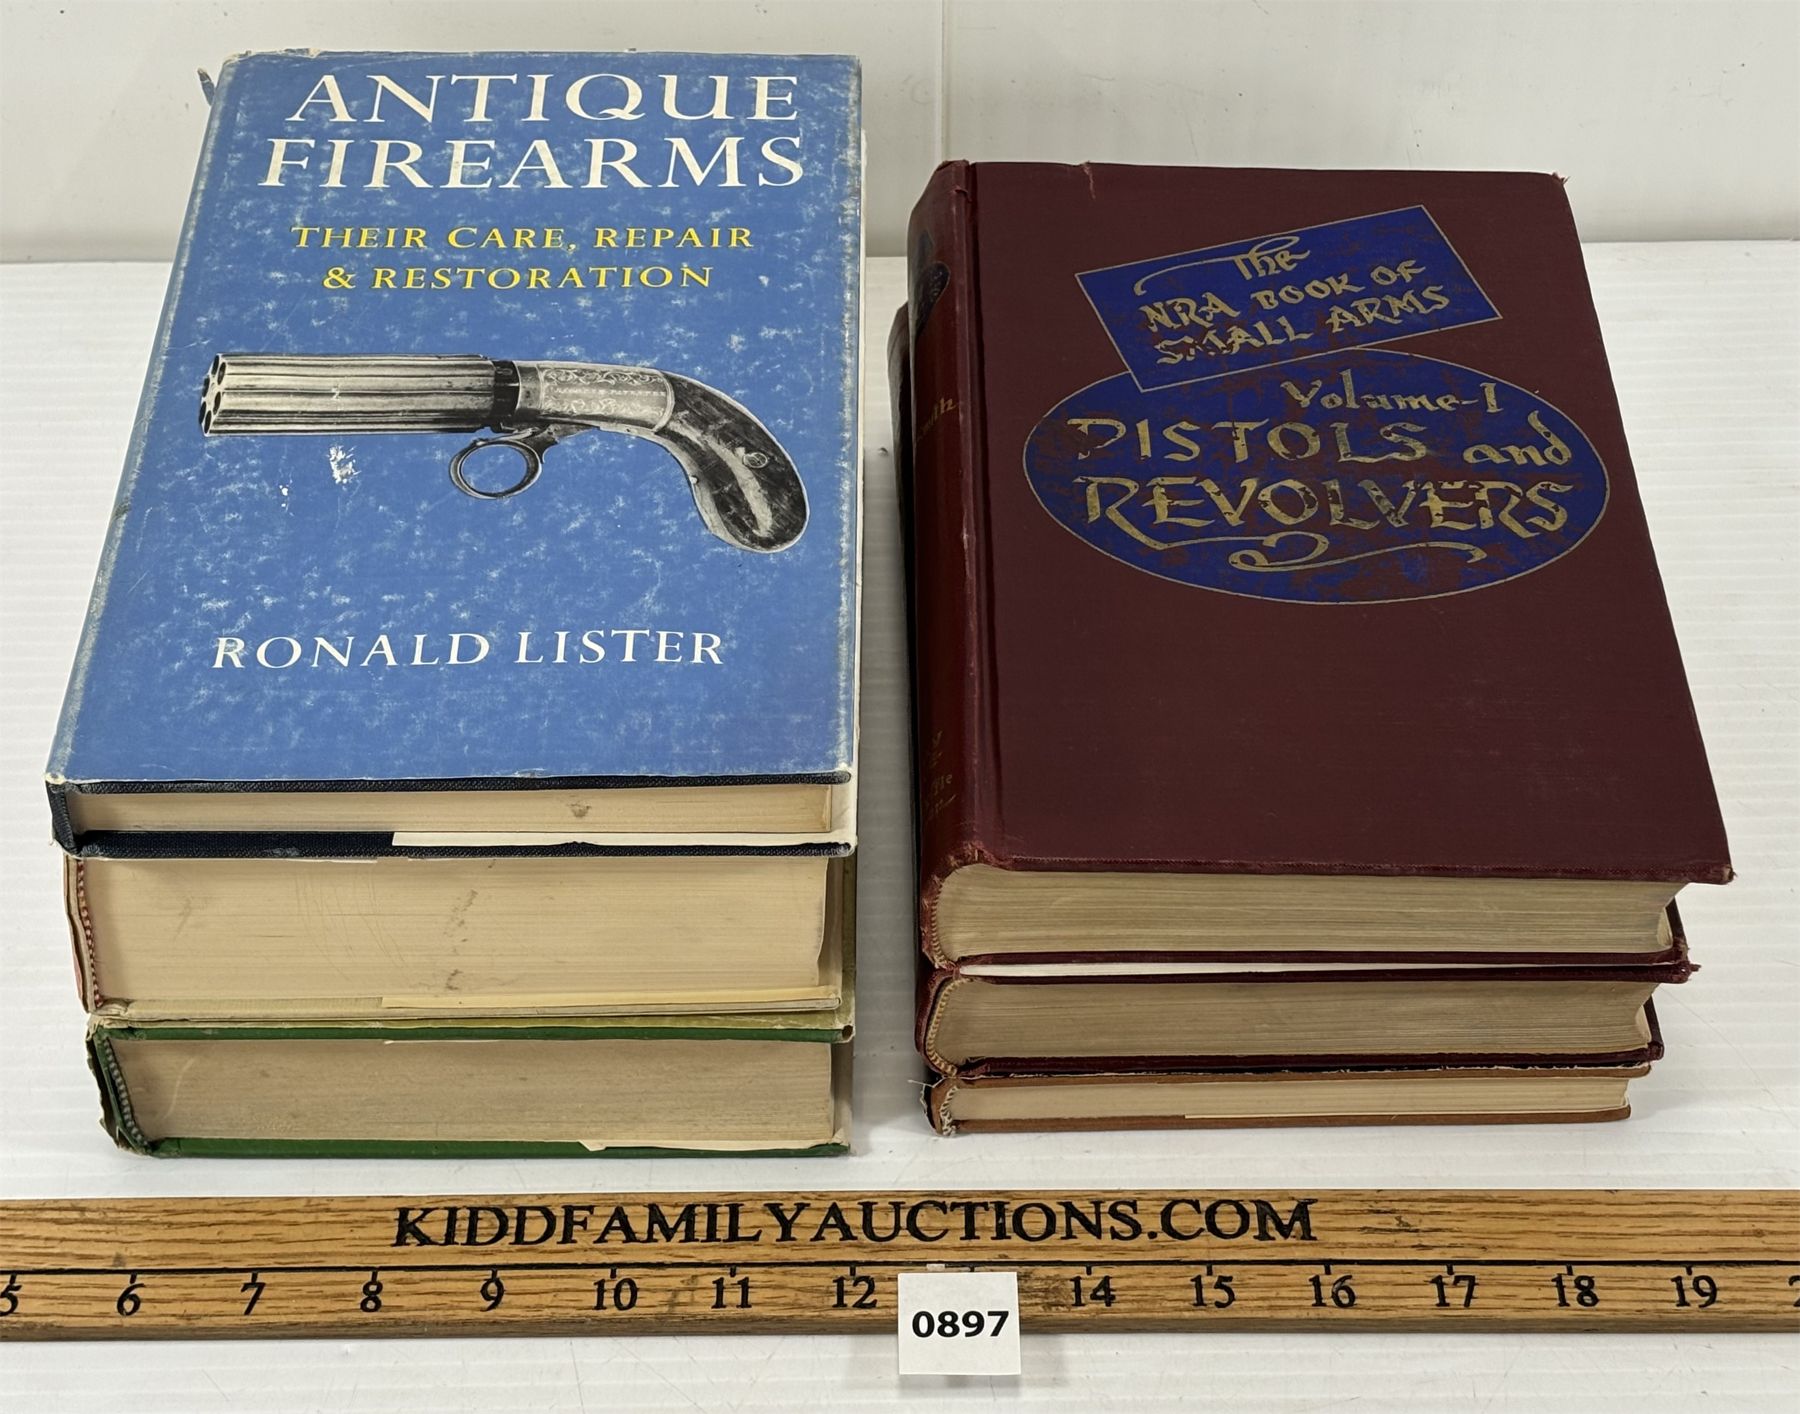 ANTIQUE
FIREARMS
THEIR CARE, REPAIR
& RESTORATION
RONALD LISTER
The
NRA BOOK OF
SMALL ARMS
Volume-I
PISTOLS and
REVOLVERS
KIDDFAMILYAUCTIONS.COM
5 6 7 8 9 10 11 12 14 15 16 17 18 19
0897